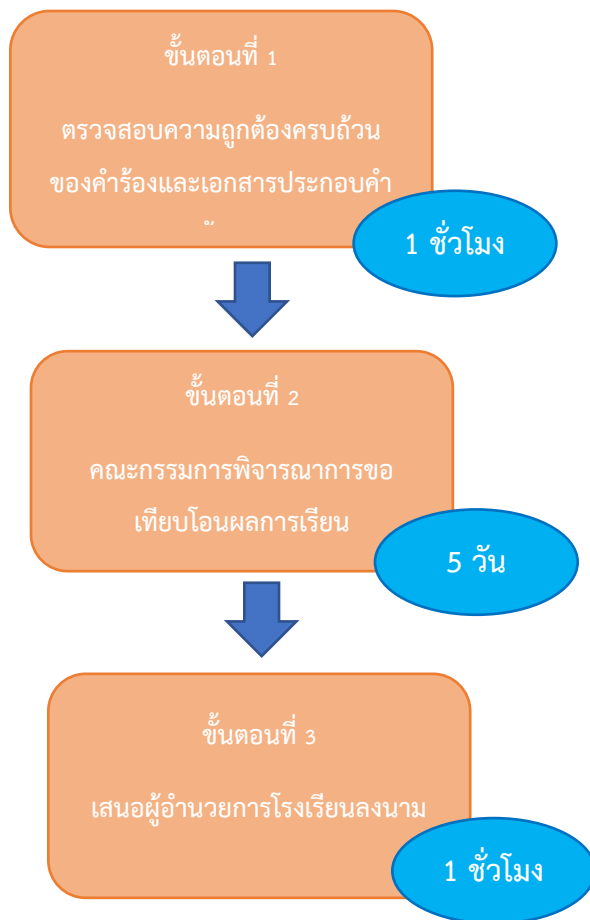 ขั้นตอนที่ 1
ตรวจสอบความถูกต้องครบถ้วน
ของคำร้องและเอกสารประกอบคำ
1 ชั่วโมง
ขั้นตอนที่ 2
คณะกรรมการพิจารณาการขอ
เทียบโอนผลการเรียน
5 วัน
ขั้นตอนที่ 3
เสนอผู้อำนวยการโรงเรียนลงนาม
1 ชั่วโมง